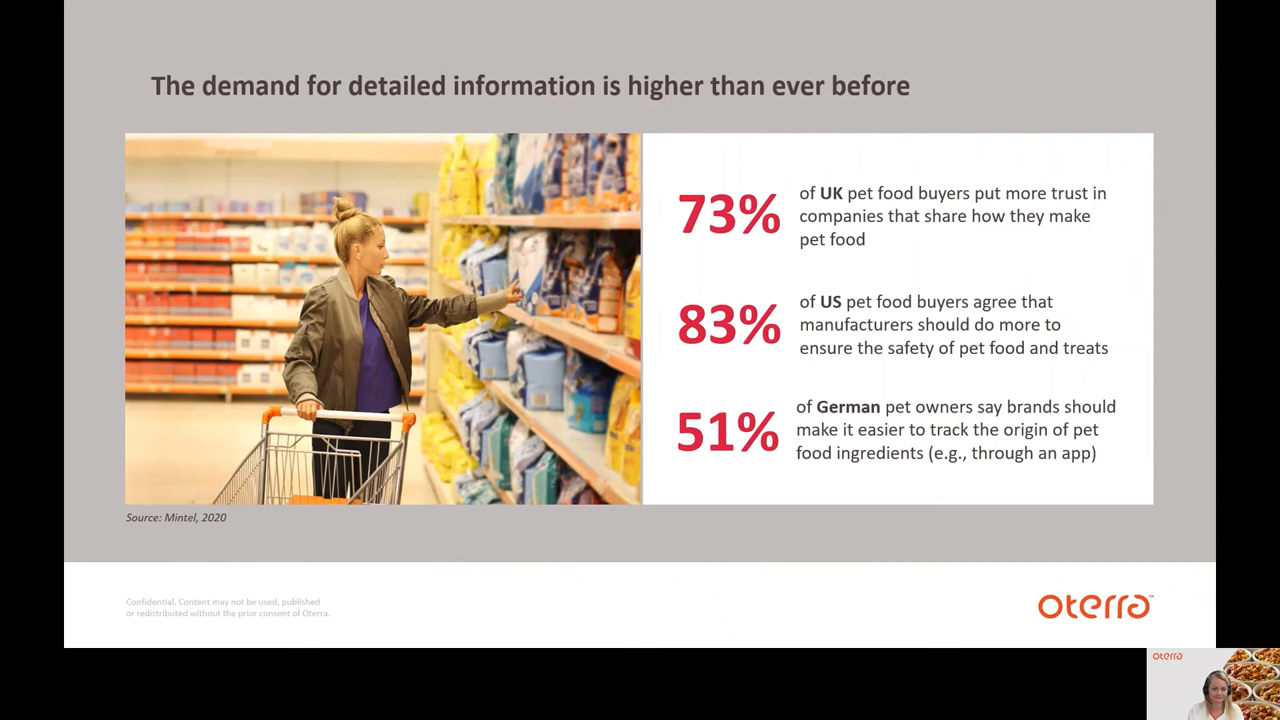 The demand for detailed information is higher than ever before
73%
of UK pet food buyers put more trust in
companies that share how they make
pet food
83%
of US pet food buyers agree that
manufacturers should do more to
ensure the safety of pet food and treats
51%
of German pet owners say brands should
make it easier to track the origin of pet
food ingredients (e.g., through an app)
Source: Mintel, 2020
Confidential. Content may not be used, published
or redistributed without the prior consent of Oterra.
oterra™
oterra